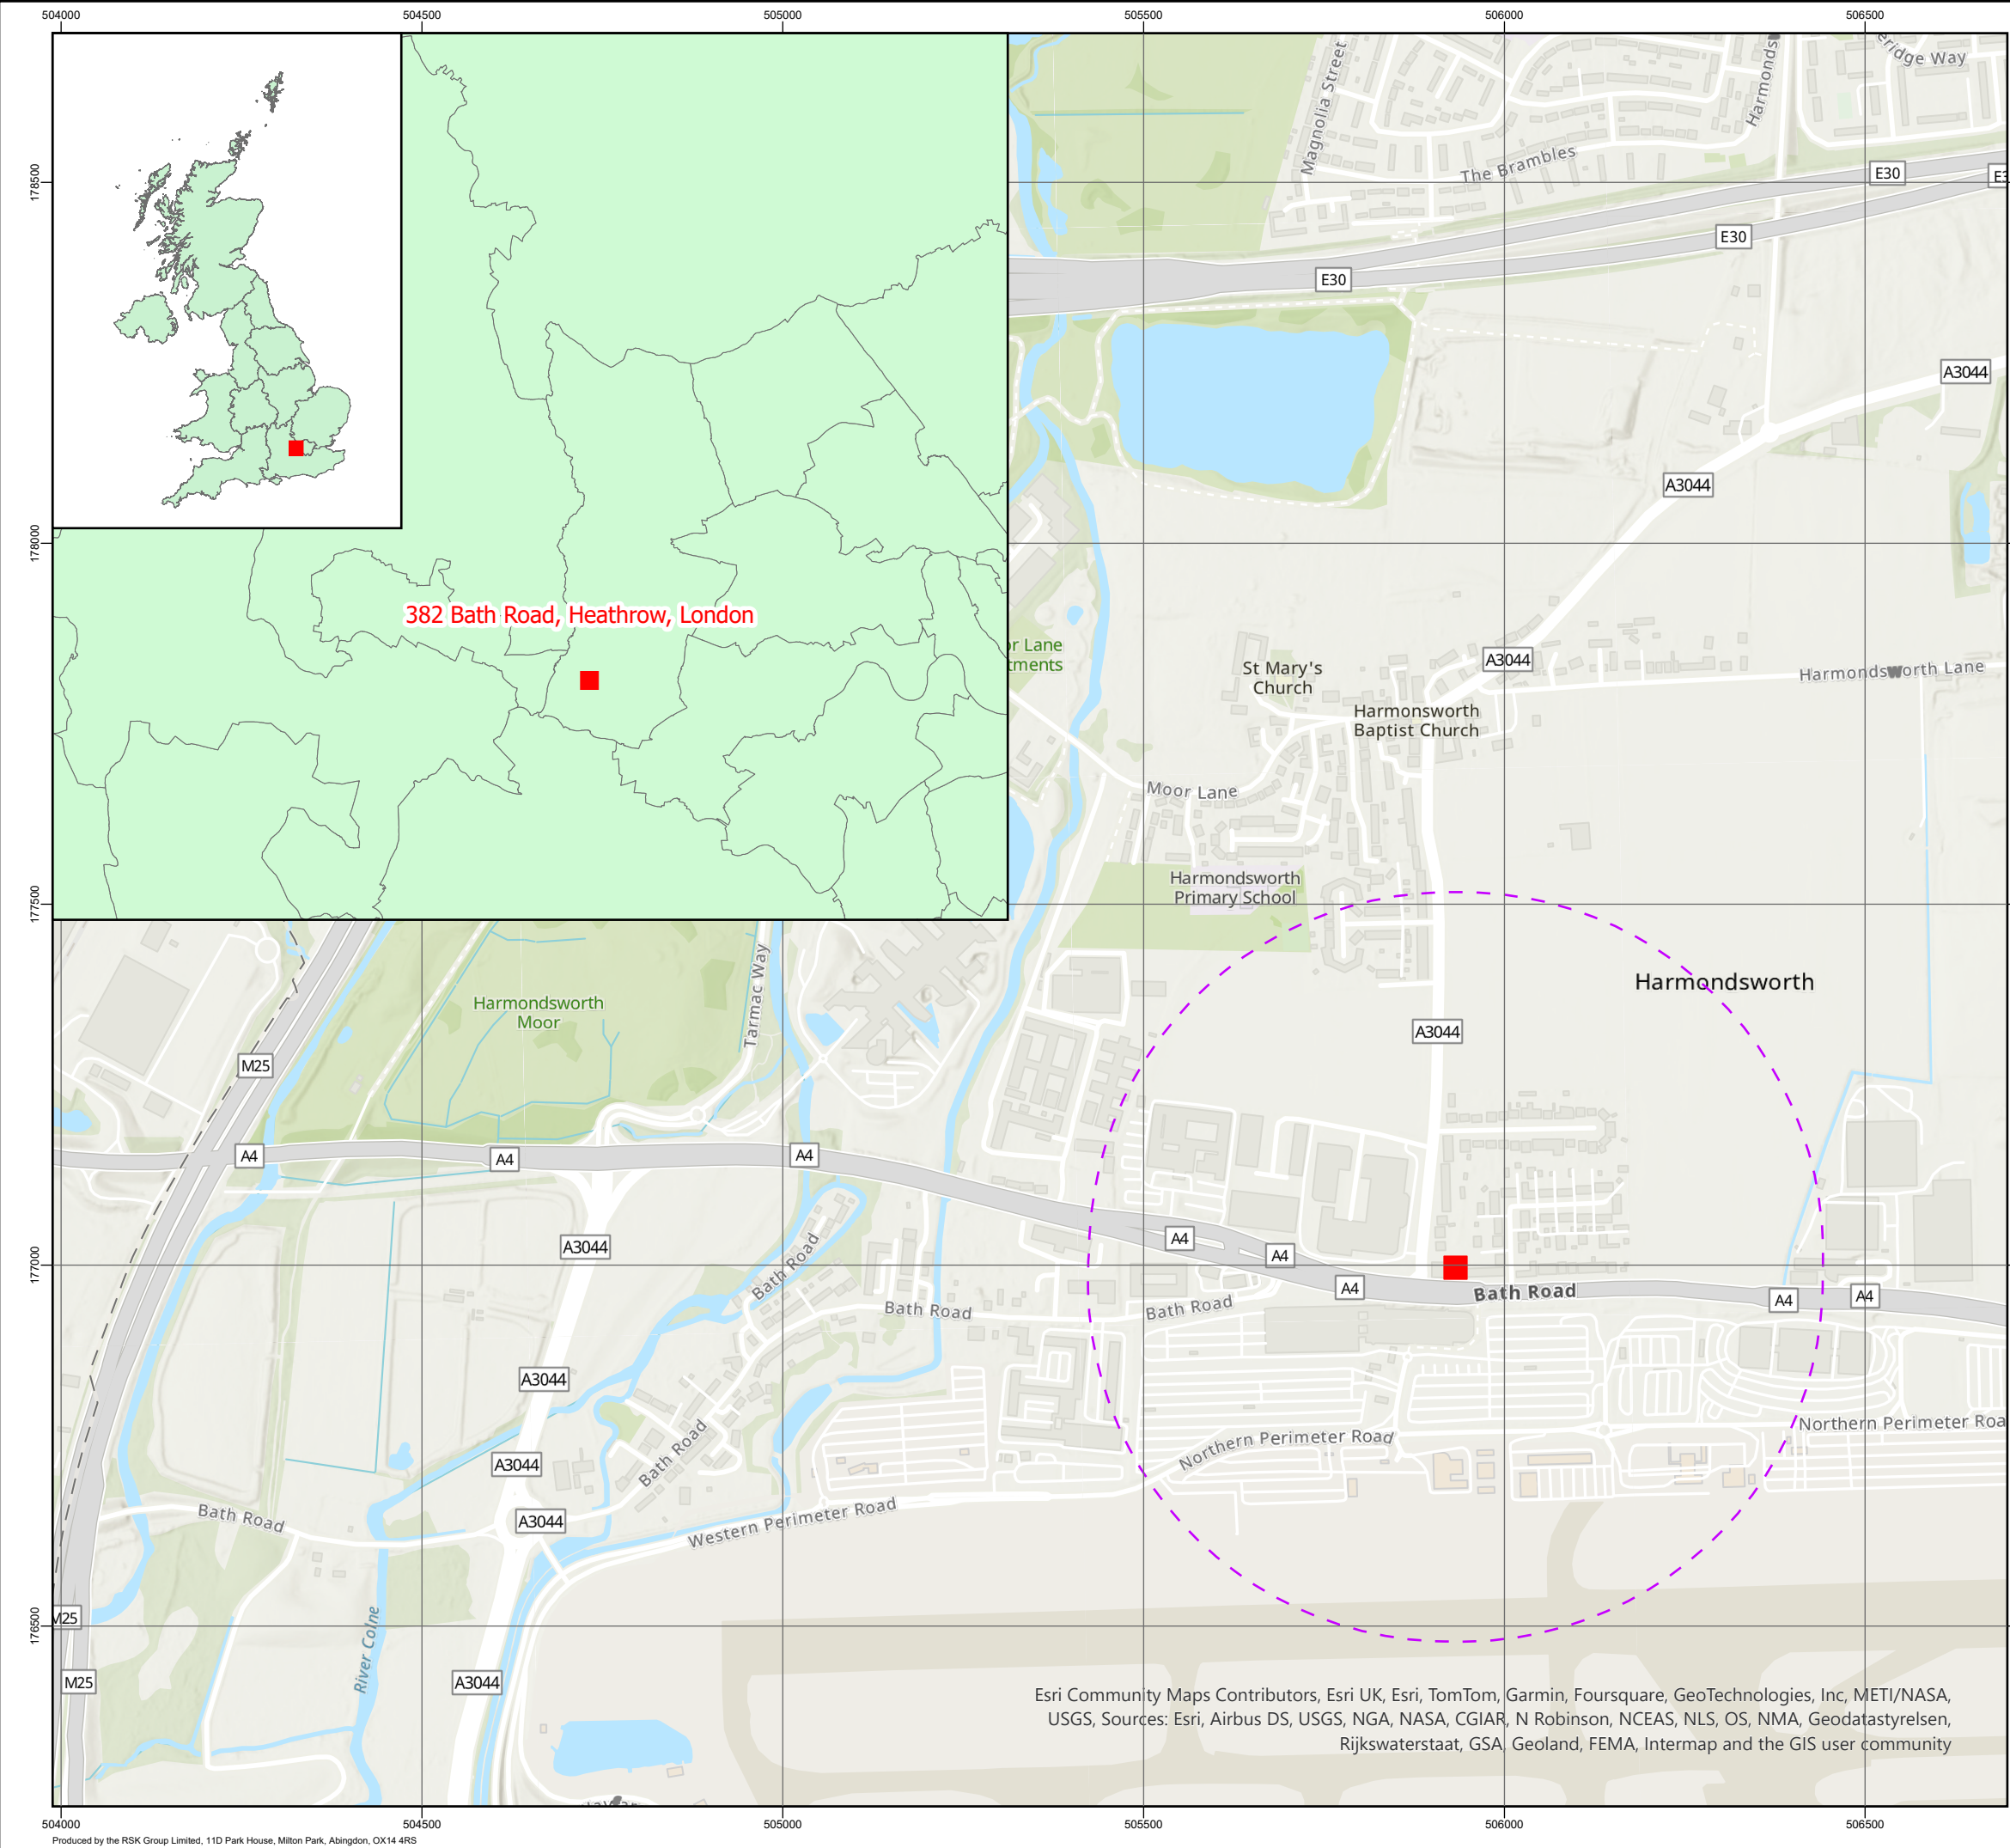 504000
504500
505000
505500
506000
506500
178500
178000
177500
177000
176500
382 Bath Road, Heathrow, London
Magnolia Street
The Brambles
E30
E30
E30
A3044
A3044
A3044
St Mary's
Church
Harmonsworth
Baptist Church
Harmondsworth Lane
Moor Lane
Harmondsworth
Primary School
Harmondsworth
Harmondsworth
Moor
Tarmac Way
M25
A3044
A4
A4
A4
A4
A4
A4
A4
A4
A3044
Bath Road
Bath Road
Bath Road
Bath Road
A3044
Bath Road
Northern Perimeter Road
Northern Perimeter Roa
A3044
A3044
Bath Road
Western Perimeter Road
River Colne
M25
M25
A3044
Esri Community Maps Contributors, Esri UK, Esri, TomTom, Garmin, Foursquare, GeoTechnologies, Inc, METI/NASA,
USGS, Sources: Esri, Airbus DS, USGS, NGA, NASA, CGIAR, N Robinson, NCEAS, NLS, OS, NMA, Geodatastyrelsen,
Rijkswaterstaat, GSA, Geoland, FEMA, Intermap and the GIS user community
504000
504500
505000
505500
506000
506500
Produced by the RSK Group Limited, 11D Park House, Milton Park, Abingdon, OX14 4RS